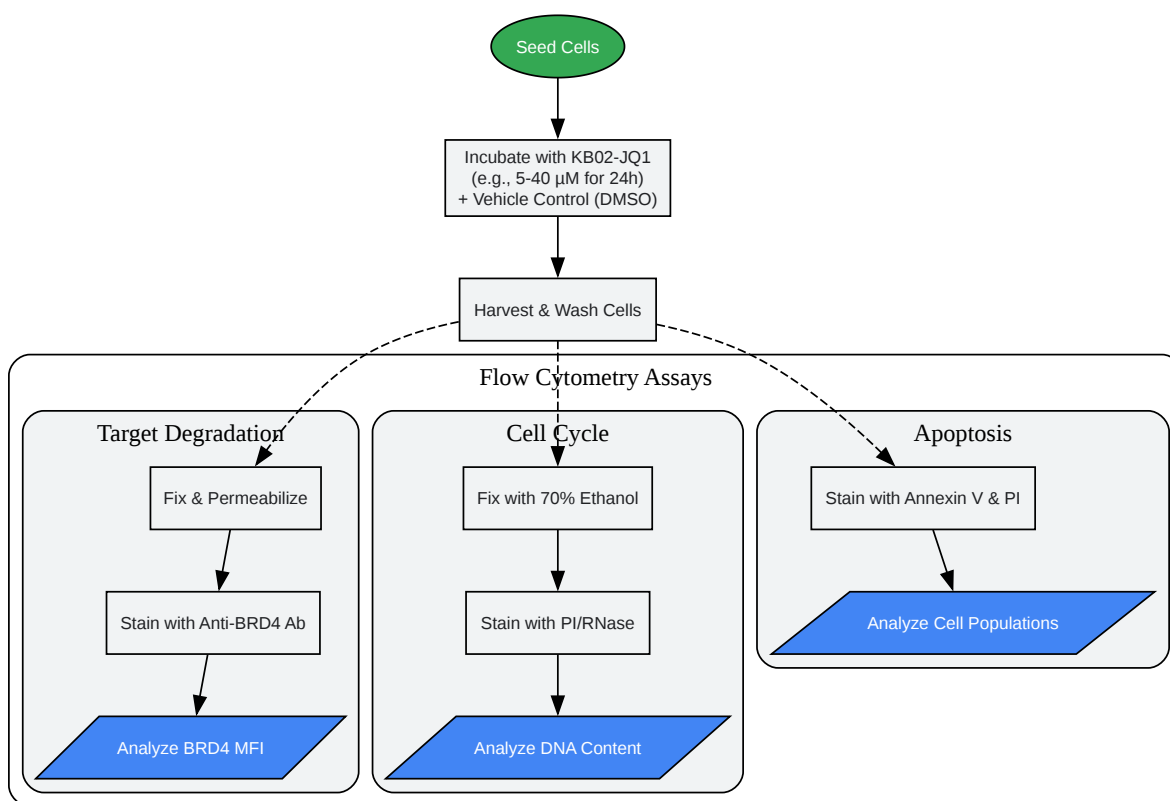 Seed Cells
Incubate with KB02-JQ1
(e.g., 5-40 µM for 24h)
+ Vehicle Control (DMSO)
Harvest & Wash Cells
Flow Cytometry Assays
Target Degradation
Fix & Permeabilize
Stain with Anti-BRD4 Ab
Analyze BRD4 MFI
Cell Cycle
Fix with 70% Ethanol
Stain with PI/RNase
Analyze DNA Content
Apoptosis
Stain with Annexin V & PI
Analyze Cell Populations